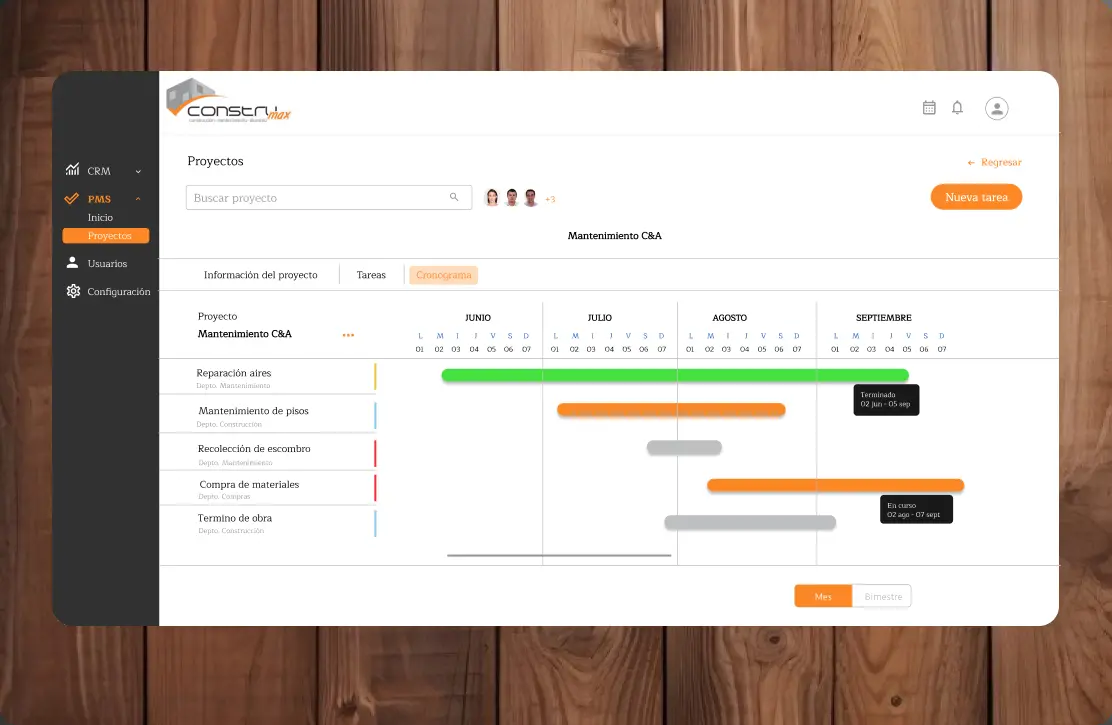 CONSTRU max
CRM
PMS
Inicio
Proyectos
Usuarios
Configuración
Proyectos
← Regresar
Buscar proyecto
+3
Nueva tarea
Mantenimiento C&A
Información del proyecto Tareas Cronograma
Proyecto
Mantenimiento C&A
JUNIO JULIO AGOSTO SEPTIEMBRE
L M I J V S D L M I J V S D L M I J V S D L M I J V S D
01 02 03 04 05 06 07 01 02 03 04 05 06 07 01 02 03 04 05 06 07 01 02 03 04 05 06 07
Reparación aires
Depto. Mantenimiento
Terminado
02 jun - 05 sep
Mantenimiento de pisos
Depto. Construcción
Recolección de escombro
Depto. Mantenimiento
Compra de materiales
Depto. Compras
En curso
02 ago - 07 sept
Termino de obra
Depto. Construcción
Mes Bimestre